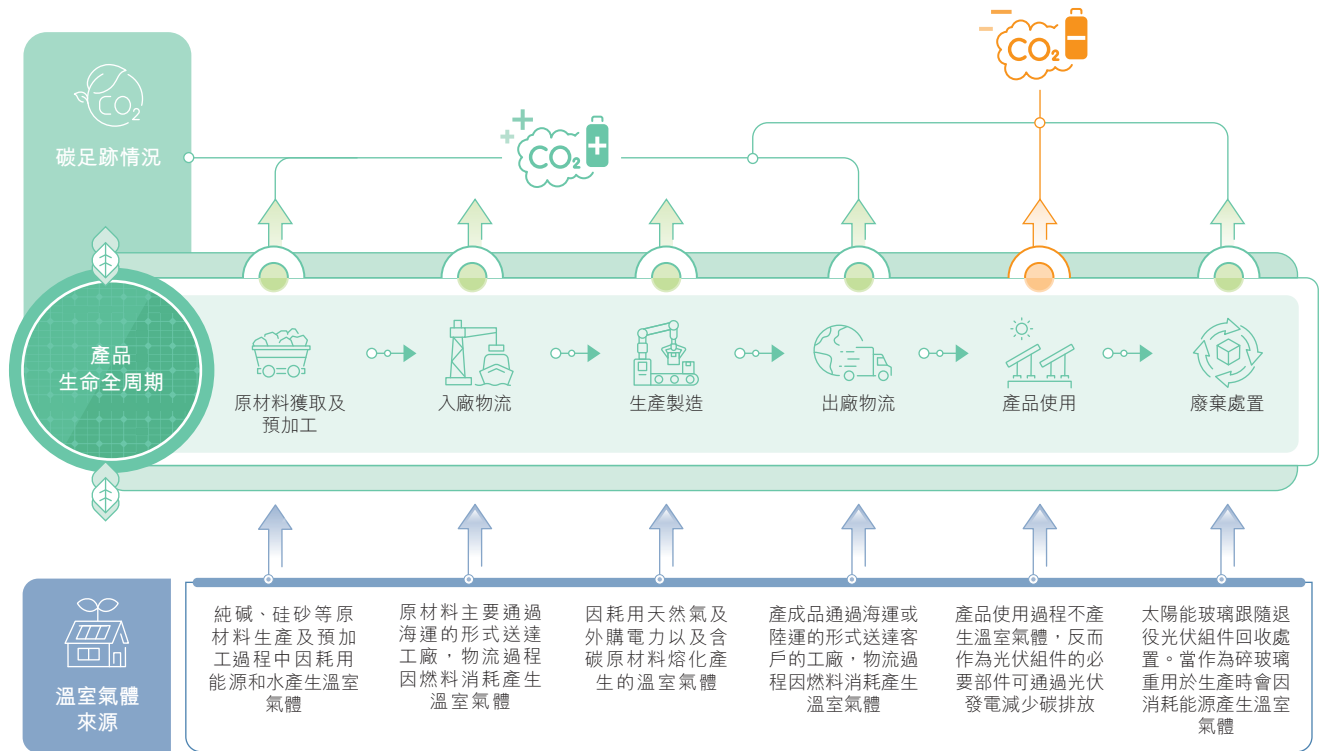 CO₂
碳足跡情況
CO₂
CO₂
產品
生命全周期
原材料獲取及
預加工
入廠物流
生產製造
出廠物流
產品使用
廢棄處置
溫室氣體
來源
純碱、硅砂等原
材料生產及預加
工過程中因耗用
能源和水產生溫室
氣體
原材料主要通過
海運的形式送達
工廠，物流過程
因燃料消耗產生
溫室氣體
因耗用天然氣及
外購電力以及含
碳原材料熔化產
生的溫室氣體
產成品通過海運或
陸運的形式送達客
戶的工廠，物流過
程因燃料消耗產生
溫室氣體
產品使用過程不產
生溫室氣體，反而
作為光伏組件的必
要部件可通過光伏
發電減少碳排放
太陽能玻璃跟隨退
役光伏組件回收處
置。當作為碎玻璃
重用於生產時會因
消耗能源產生溫室
氣體